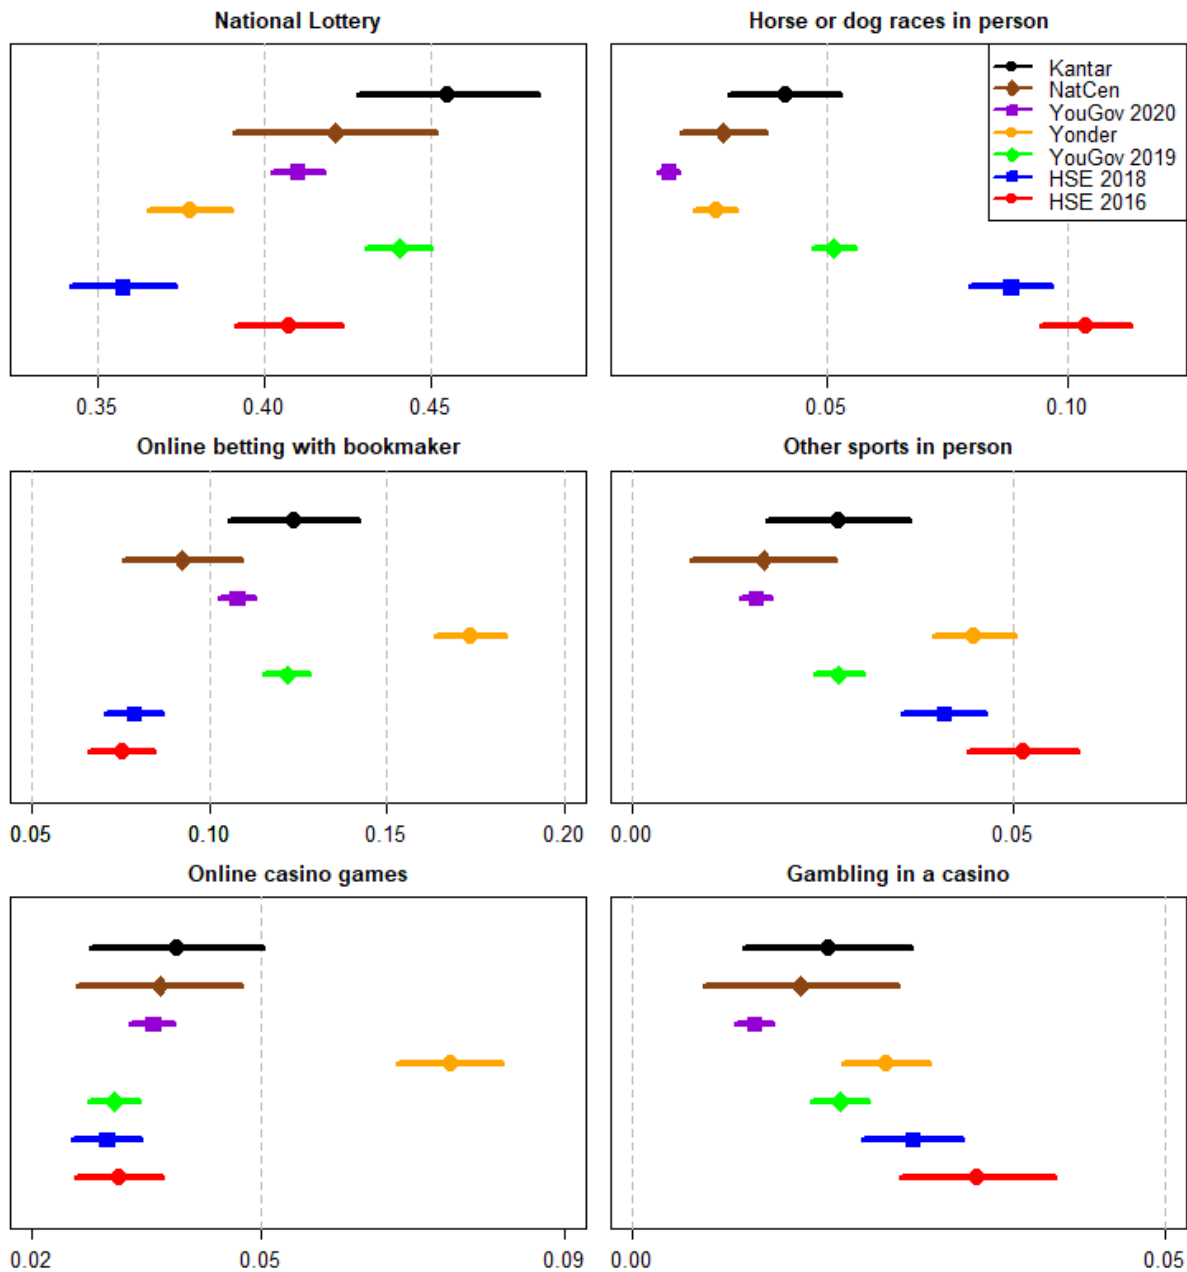 National Lottery
Horse or dog races in person
Kantar
NatCen
YouGov 2020
Yonder
YouGov 2019
HSE 2018
HSE 2016
0.35 0.40 0.45
0.05 0.10
Online betting with bookmaker
Other sports in person
0.05 0.10 0.15 0.20
0.00 0.05
Online casino games
Gambling in a casino
0.02 0.05 0.09
0.00 0.05